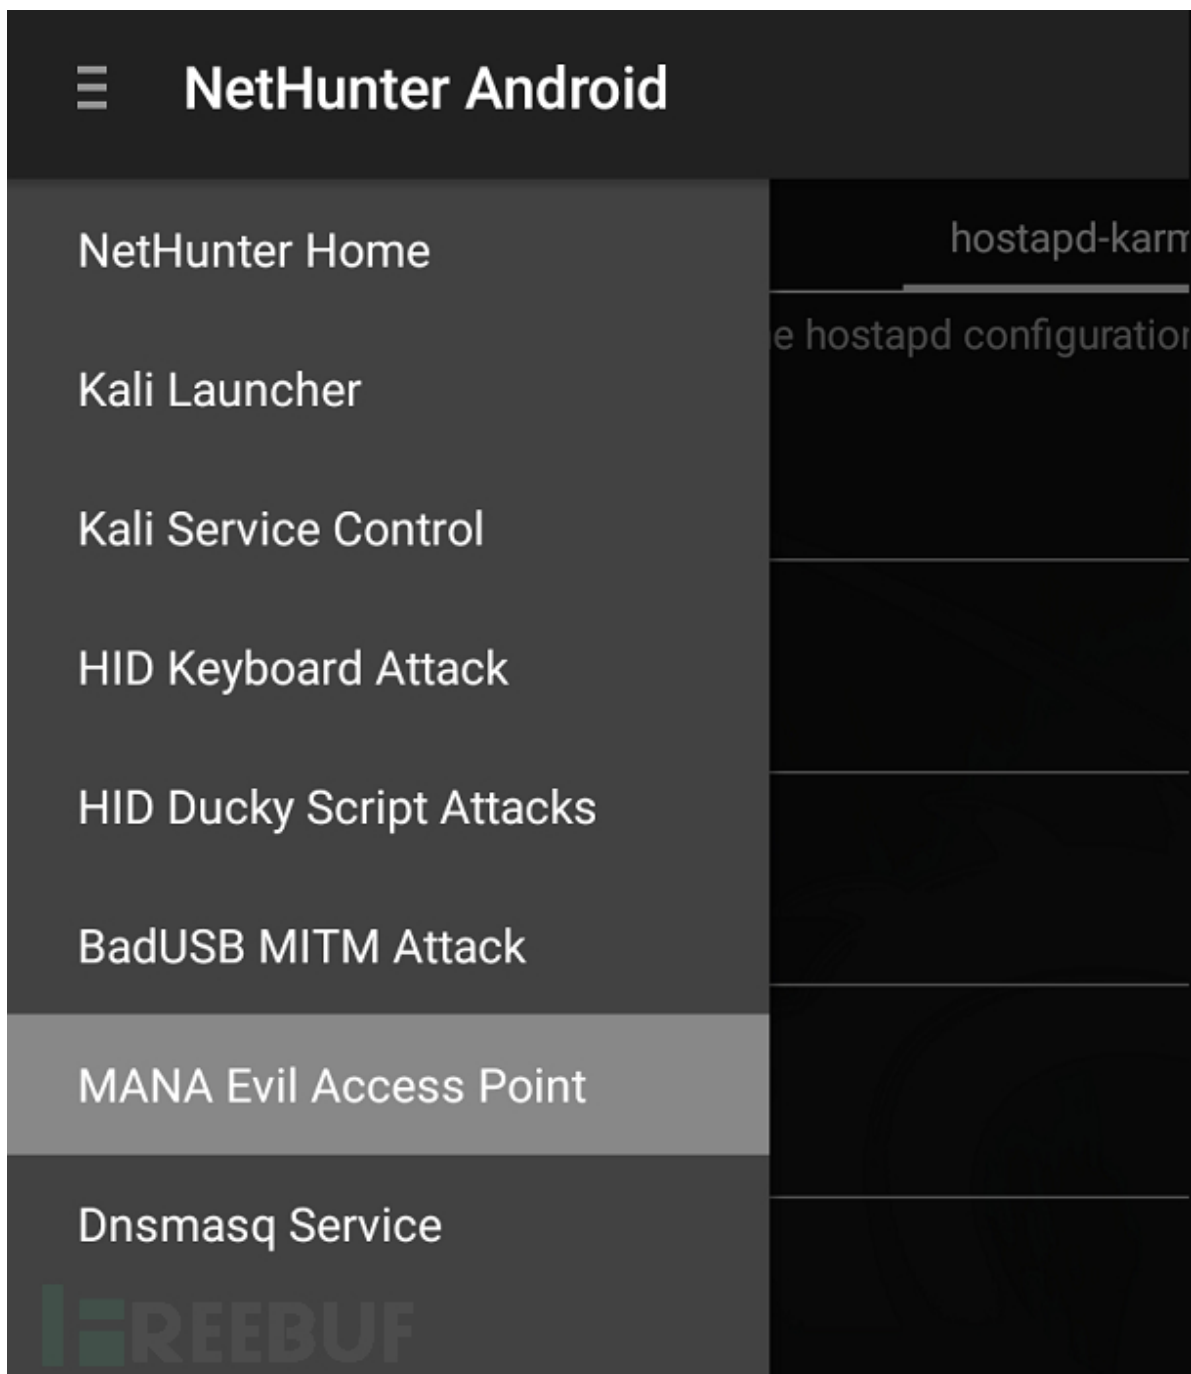 NetHunter Android
NetHunter Home
hostapd-karm
e hostapd configuration
Kali Launcher
Kali Service Control
HID Keyboard Attack
HID Ducky Script Attacks
BadUSB MITM Attack
MANA Evil Access Point
Dnsmasq Service
FREEBUF